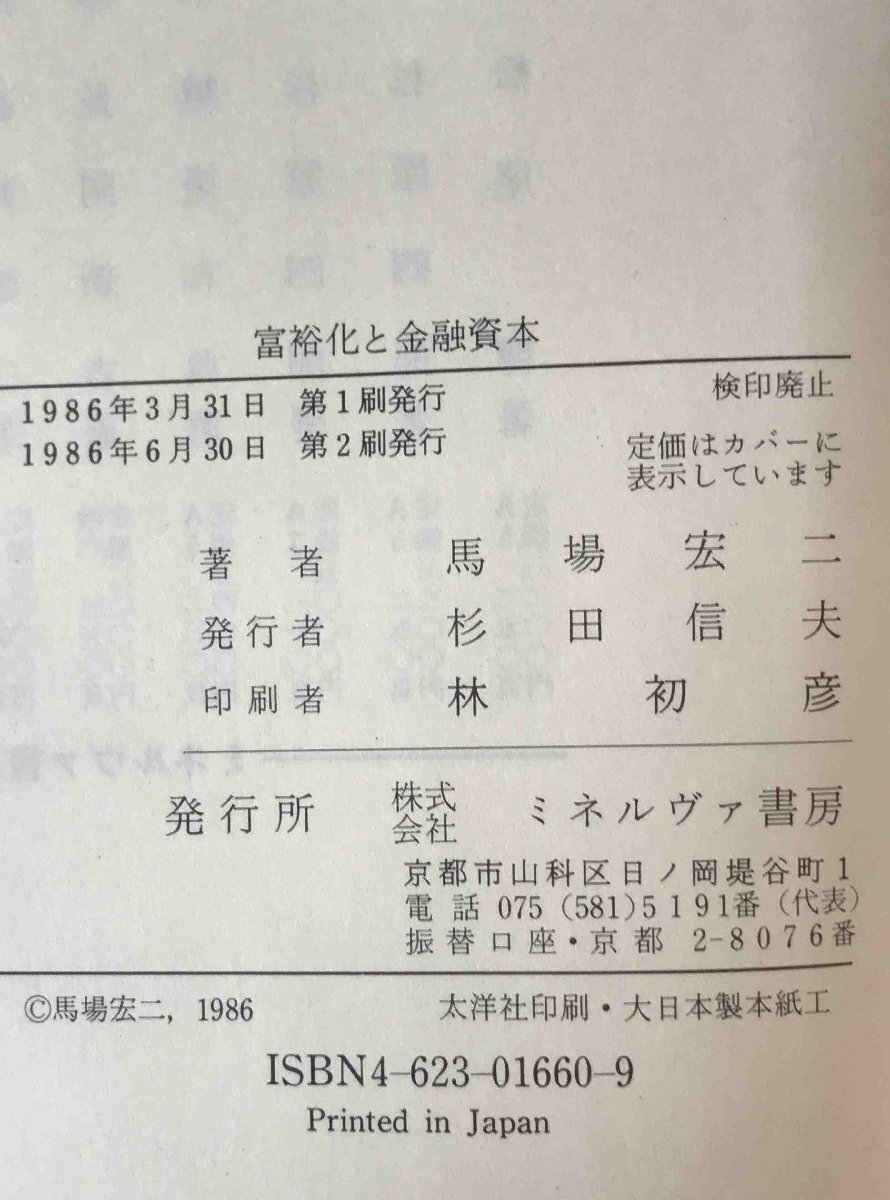 富裕化と金融資本
1986年3月31日 第1刷発行
1986年6月30日 第2刷発行
検印廃止
定価はカバーに
表示しています
著者 馬場宏二
発行者 杉田信夫
印刷者 林初彦
発行所 株式会社 ミネルヴァ書房
京都市山科区日ノ岡堤谷町1
電話 075 (581) 5191番 (代表)
振替口座・京都 2-8076番
©馬場宏二, 1986
太洋社印刷・大日本製本紙工
ISBN4-623-01660-9
Printed in Japan